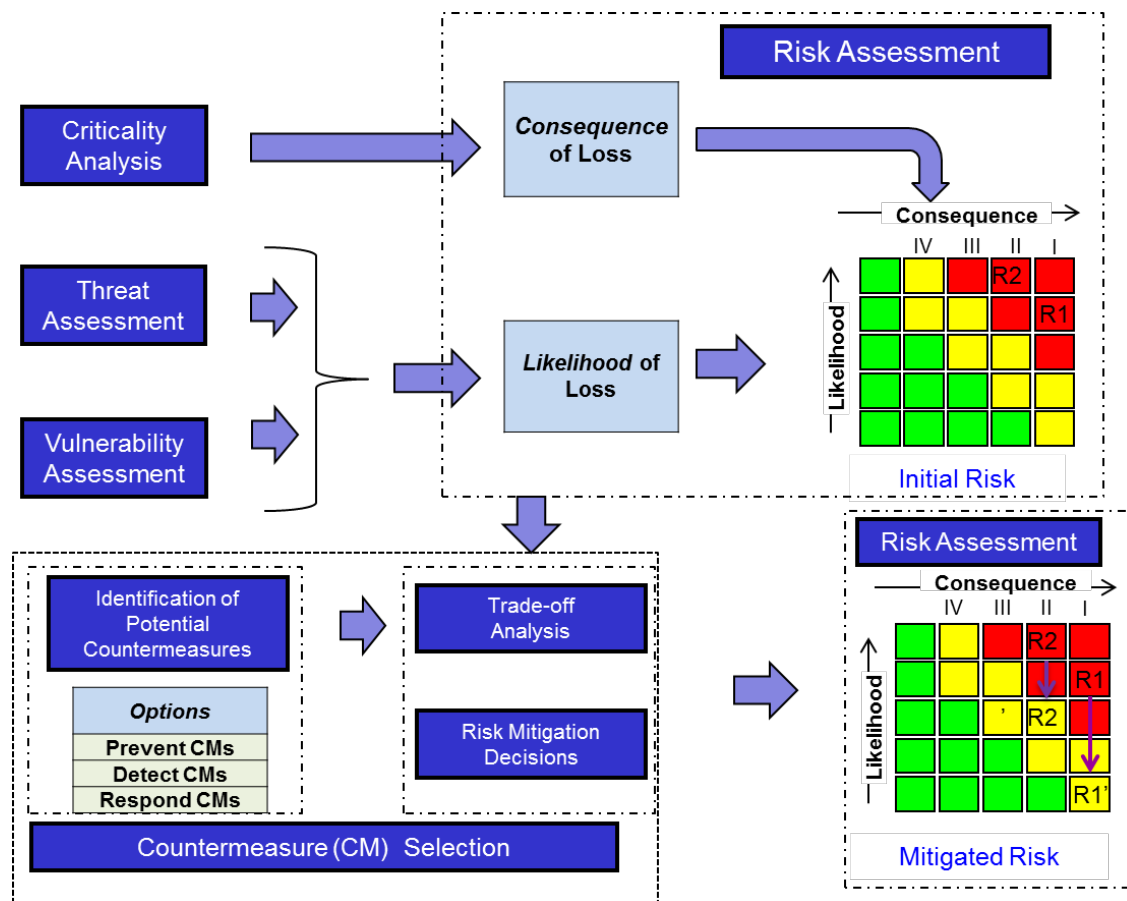 Risk Assessment
Criticality
Analysis
Consequence
of Loss
Consequence
IV III II I
Threat
Assessment
Likelihood of
Loss
Likelihood
R2
R1
Vulnerability
Assessment
Initial Risk
Identification of
Potential
Countermeasures
Options
Prevent CMs
Detect CMs
Respond CMs
Trade-off
Analysis
Risk Mitigation
Decisions
Countermeasure (CM) Selection
Risk Assessment
Consequence
IV III II I
Likelihood
R2
R1
’ R2
R1’
Mitigated Risk